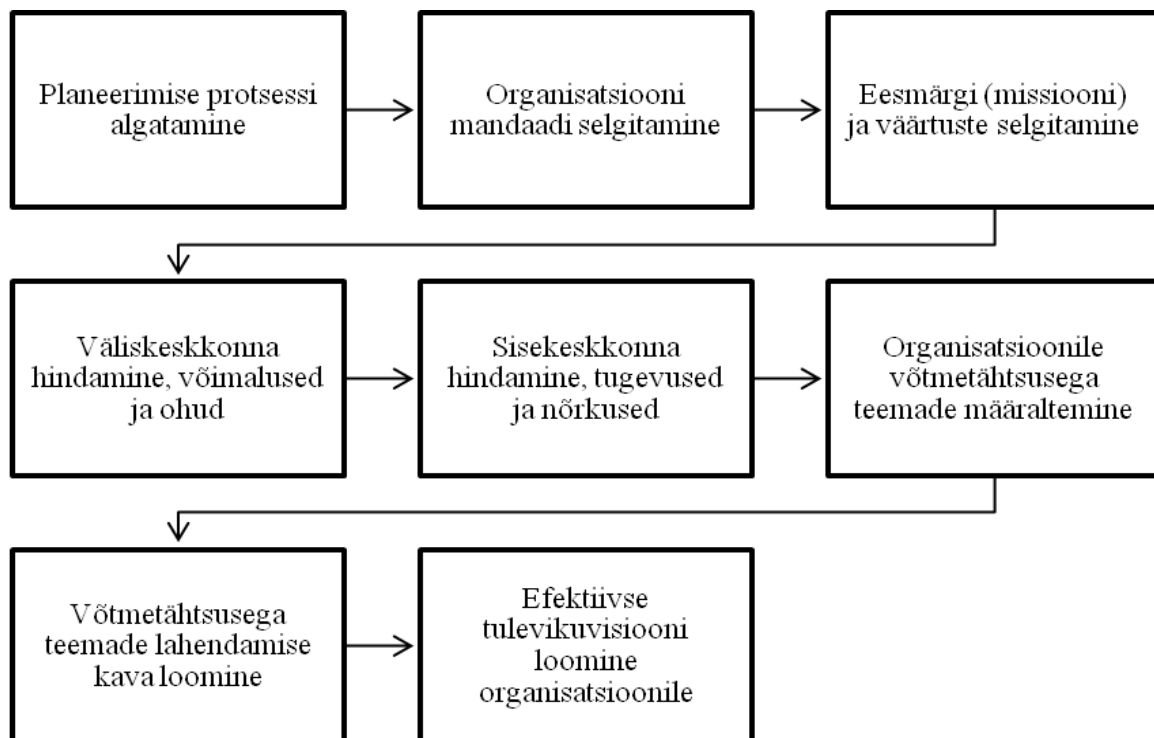 Planeerimise protsessi
algatamine
Organisatsiooni
mandaadi selgitamine
Eesmärgi (missiooni)
ja väärtuste selgitamine
Väliskeskkonna
hindamine, võimalused
ja ohud
Sisekeskkonna
hindamine, tugevused
ja nõrkused
Organisatsioonile
võtmetähtsusega
teemade määraltemine
Võtmetähtsusega
teemade lahendamise
kava loomine
Efektiivse
tulevikuvisiooni
loomine
organisatsioonile